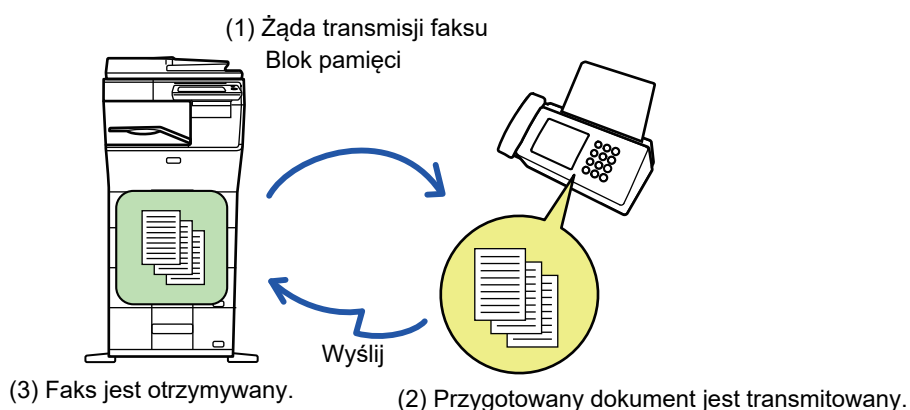 (1) Żąda transmisji faksu
Blok pamięci
Wyślij
(3) Faks jest otrzymywany.
(2) Przygotowany dokument jest transmitowany.